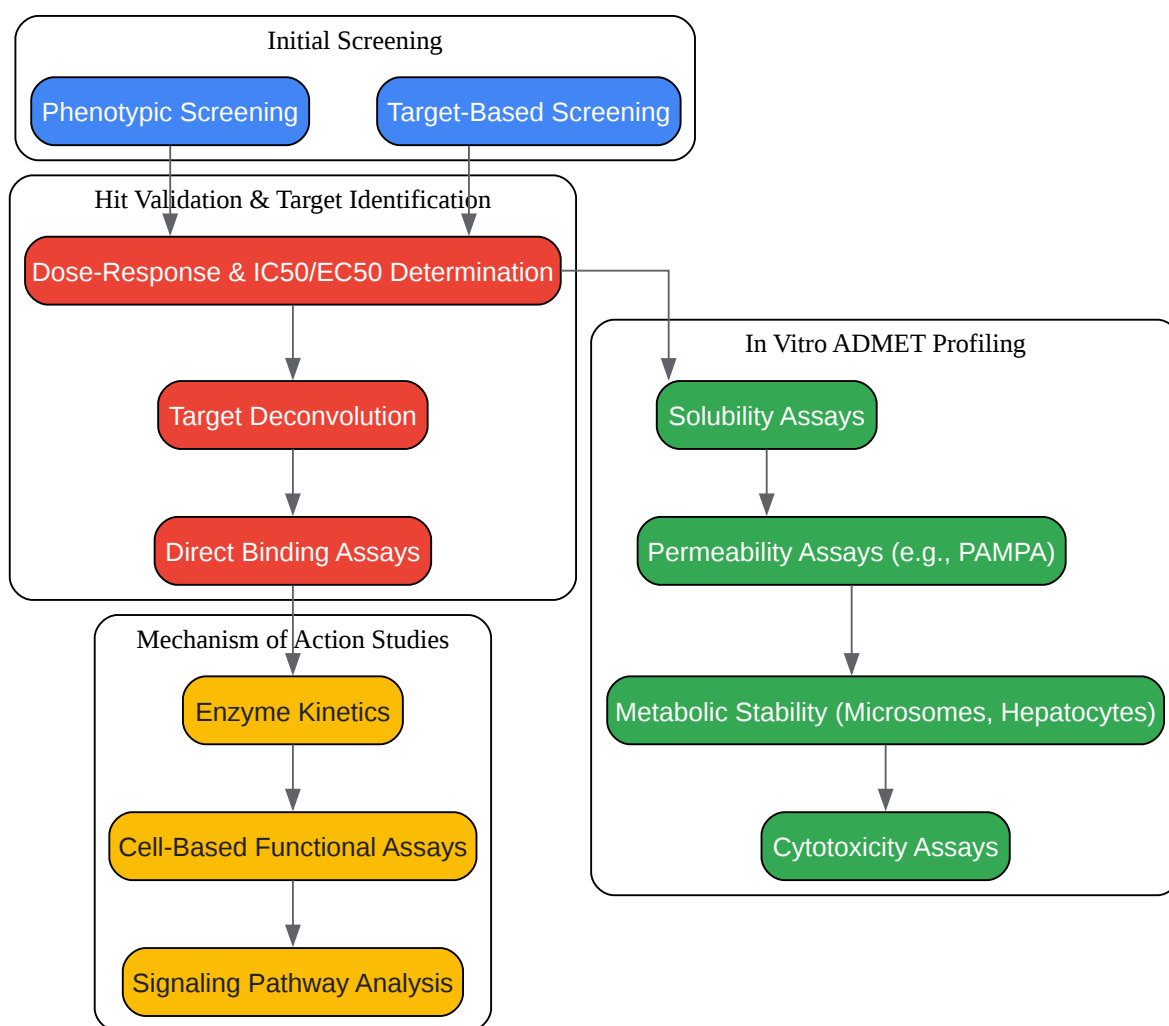 Initial Screening
Phenotypic Screening
Target-Based Screening
Hit Validation & Target Identification
Dose-Response & IC50/EC50 Determination
Target Deconvolution
Direct Binding Assays
Mechanism of Action Studies
Enzyme Kinetics
Cell-Based Functional Assays
Signaling Pathway Analysis
In Vitro ADMET Profiling
Solubility Assays
Permeability Assays (e.g., PAMPA)
Metabolic Stability (Microsomes, Hepatocytes)
Cytotoxicity Assays